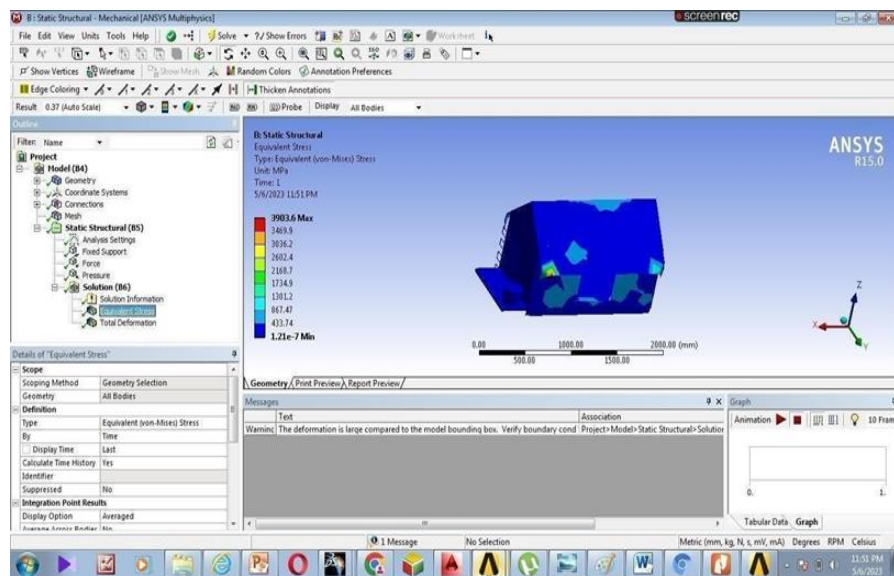 B : Static Structural - Mechanical [ANSYS Multiphysics]
screenrec
File Edit View Units Tools Help Solve ?/ Show Errors Worksheet
Show Vertices Wireframe Show Mesh Random Colors Annotation Preferences
Edge Coloring Thicken Annotations
Result 0.37 (Auto Scale) Probe Display All Bodies
Outline
Filter: Name
Project
Model (B4)
Geometry
Coordinate Systems
Connections
Mesh
Static Structural (B5)
Analysis Settings
Fixed Support
Force
Pressure
Solution (B6)
Solution Information
Equivalent Stress
Total Deformation
B: Static Structural
Equivalent Stress
Type: Equivalent (von-Mises) Stress
Unit: MPa
Time: 1
5/6/2023 11:51 PM
3903.6 Max
3469.9
3036.2
2602.4
2168.7
1734.9
1301.2
867.47
433.74
1.21e-7 Min
ANSYS
R15.0
0.00 1000.00 2000.00 (mm)
500.00 1500.00
Z
X
Y
Geometry Print Preview Report Preview
Details of "Equivalent Stress"
Scope
Scoping Method Geometry Selection
Geometry All Bodies
Definition
Type Equivalent (von-Mises) Stress
By Time
Display Time Last
Calculate Time History Yes
Identifier
Suppressed No
Integration Point Results
Display Option Averaged
Average Across Bodies No
Messages
Text Association
Warning The deformation is large compared to the model bounding box. Verify boundary cond Project>Model>Static Structural>Solution
Graph
Animation 10 Fram
0. 1.
Tabular Data Graph
1 Message No Selection Metric (mm, kg, N, s, mV, mA) Degrees RPM Celsius
11:51 PM
5/6/2023